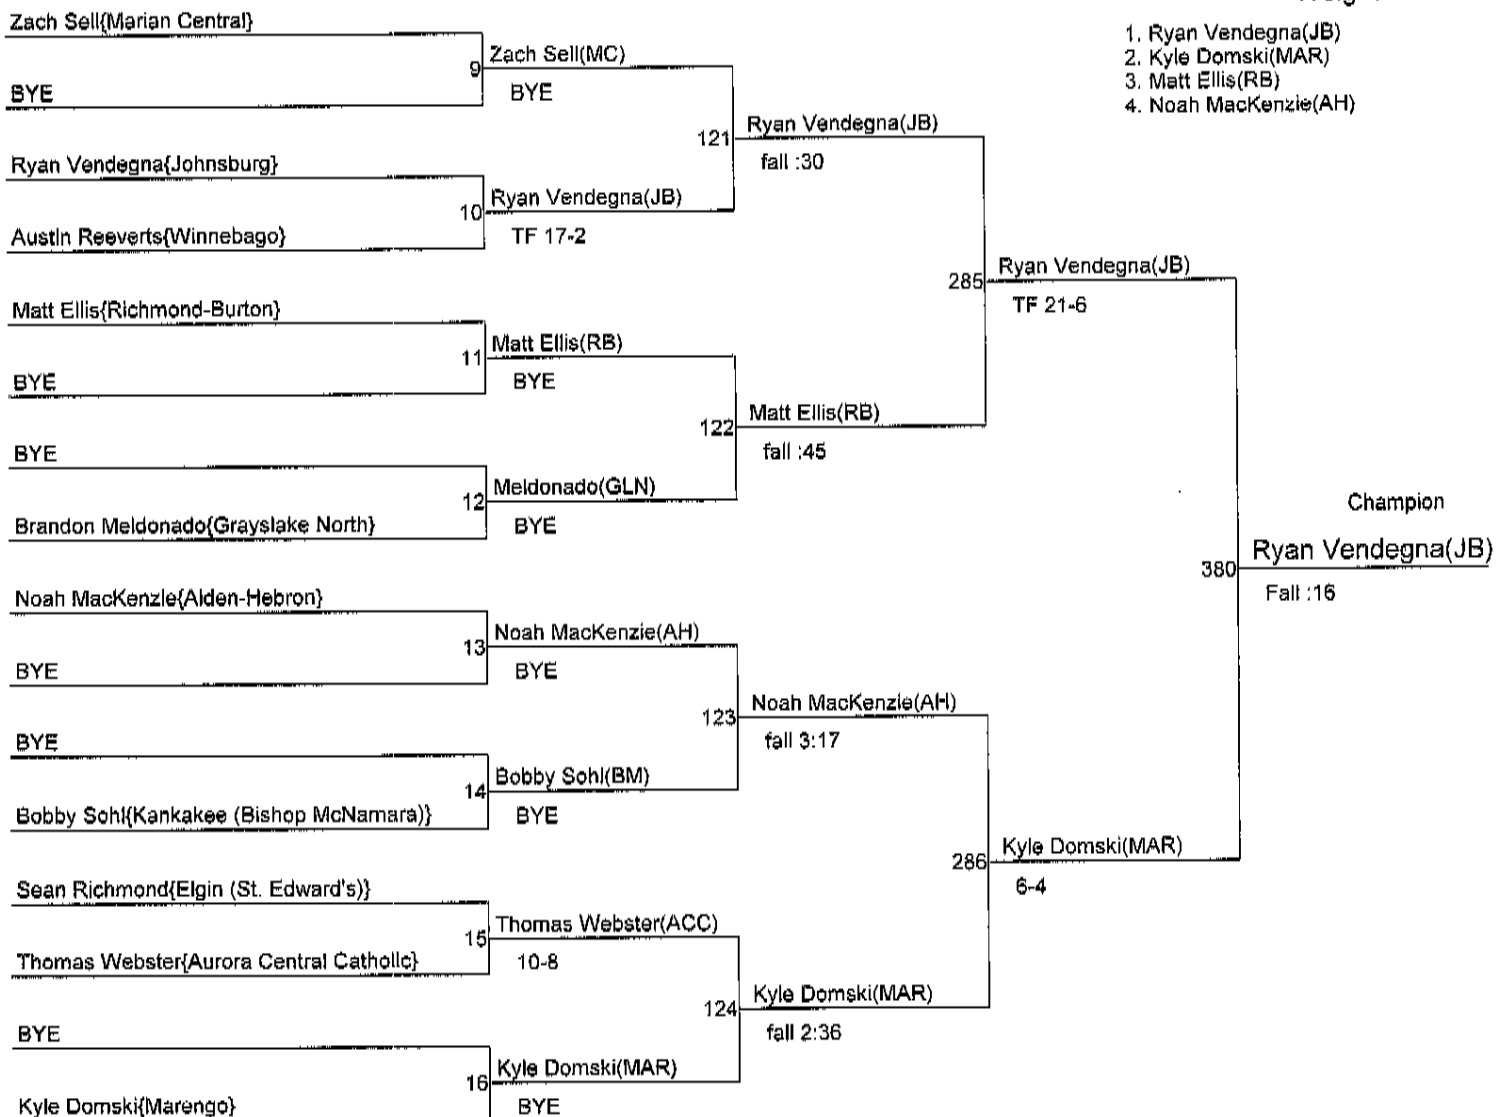 1. Ryan Vendegna(JB)
2. Kyle Domski(MAR)
3. Matt Ellis(RB)
4. Noah MacKenzie(AH)
Zach Sell{Marian Central}
9
Zach Sell(MC)
BYE
BYE
121
Ryan Vendegna(JB)
fall :30
Ryan Vendegna{Johnsburg}
10
Ryan Vendegna(JB)
TF 17-2
Austin Reeverts{Winnebago}
285
Ryan Vendegna(JB)
TF 21-6
Matt Ellis{Richmond-Burton}
11
Matt Ellis(RB)
BYE
BYE
122
Matt Ellis(RB)
fall :45
BYE
12
Meldonado(GLN)
BYE
Brandon Meldonado{Grayslake North}
Champion
380
Ryan Vendegna(JB)
Fall :16
Noah MacKenzie{Alden-Hebron}
13
Noah MacKenzie(AH)
BYE
BYE
123
Noah MacKenzie(AH)
fall 3:17
BYE
14
Bobby Sohl(BM)
BYE
Bobby Sohl{Kankakee (Bishop McNamara)}
286
Kyle Domski(MAR)
6-4
Sean Richmond{Elgin (St. Edward's)}
15
Thomas Webster(ACC)
10-8
Thomas Webster{Aurora Central Catholic}
124
Kyle Domski(MAR)
fall 2:36
BYE
16
Kyle Domski(MAR)
BYE
Kyle Domski{Marengo}